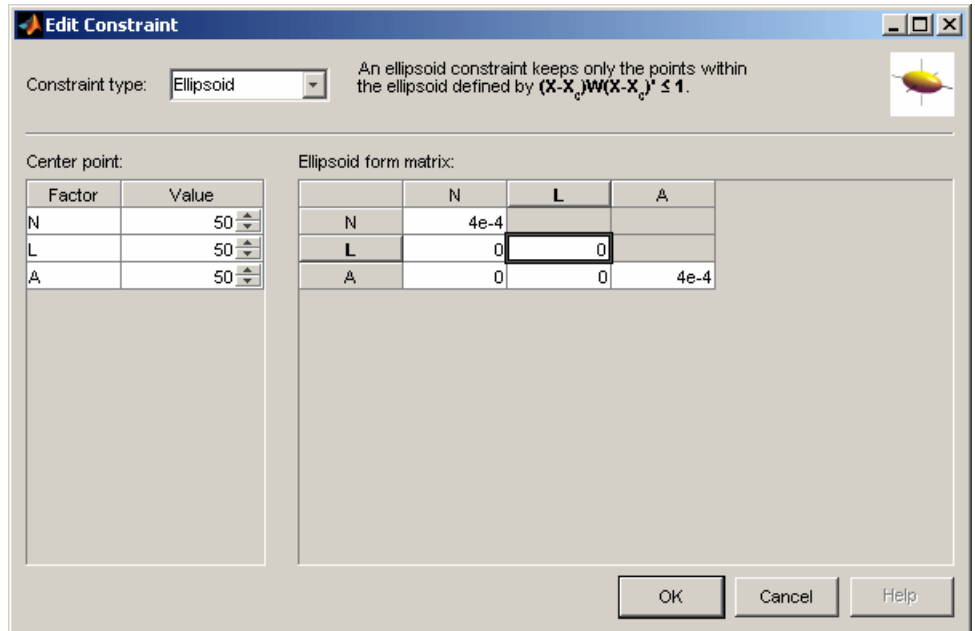 Edit Constraint
Constraint type: Ellipsoid
An ellipsoid constraint keeps only the points within
the ellipsoid defined by (X-Xc)W(X-Xc)' ≤ 1.
Center point:
Ellipsoid form matrix:
Factor Value
N 50
L 50
A 50
N L A
N 4e-4
L 0 0
A 0 0 4e-4
OK Cancel Help